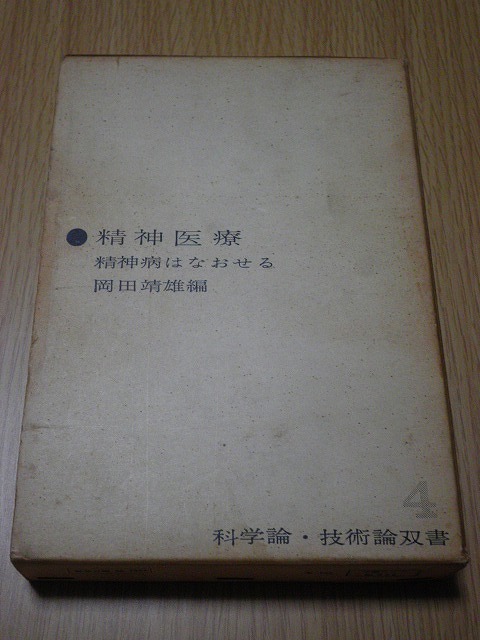 ●精神医療
精神病はなおせる
岡田靖雄編
4
科学論・技術論双書